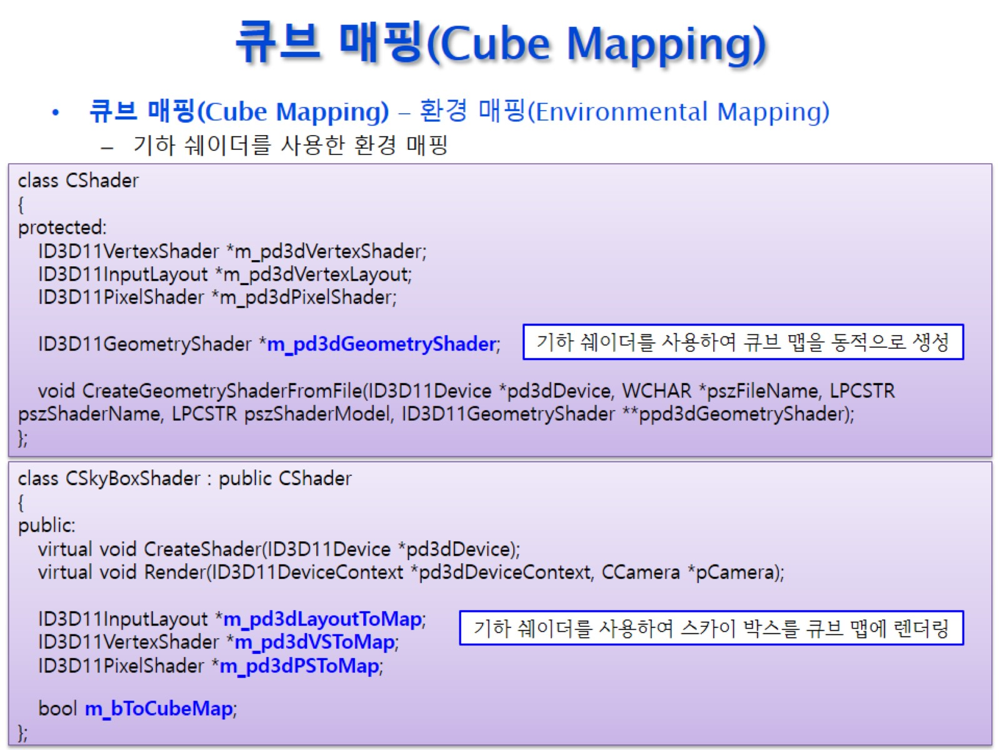 큐브 매핑(Cube Mapping)
• 큐브 매핑(Cube Mapping) – 환경 매핑(Environmental Mapping)
– 기하 쉐이더를 사용한 환경 매핑
class CShader
{
protected:
ID3D11VertexShader *m_pd3dVertexShader;
ID3D11InputLayout *m_pd3dVertexLayout;
ID3D11PixelShader *m_pd3dPixelShader;
ID3D11GeometryShader *m_pd3dGeometryShader;
기하 쉐이더를 사용하여 큐브 맵을 동적으로 생성
void CreateGeometryShaderFromFile(ID3D11Device *pd3dDevice, WCHAR *pszFileName, LPCSTR
pszShaderName, LPCSTR pszShaderModel, ID3D11GeometryShader **ppd3dGeometryShader);
};
class CSkyBoxShader : public CShader
{
public:
virtual void CreateShader(ID3D11Device *pd3dDevice);
virtual void Render(ID3D11DeviceContext *pd3dDeviceContext, CCamera *pCamera);
ID3D11InputLayout *m_pd3dLayoutToMap;
기하 쉐이더를 사용하여 스카이 박스를 큐브 맵에 렌더링
ID3D11VertexShader *m_pd3dVSToMap;
ID3D11PixelShader *m_pd3dPSToMap;
bool m_bToCubeMap;
};